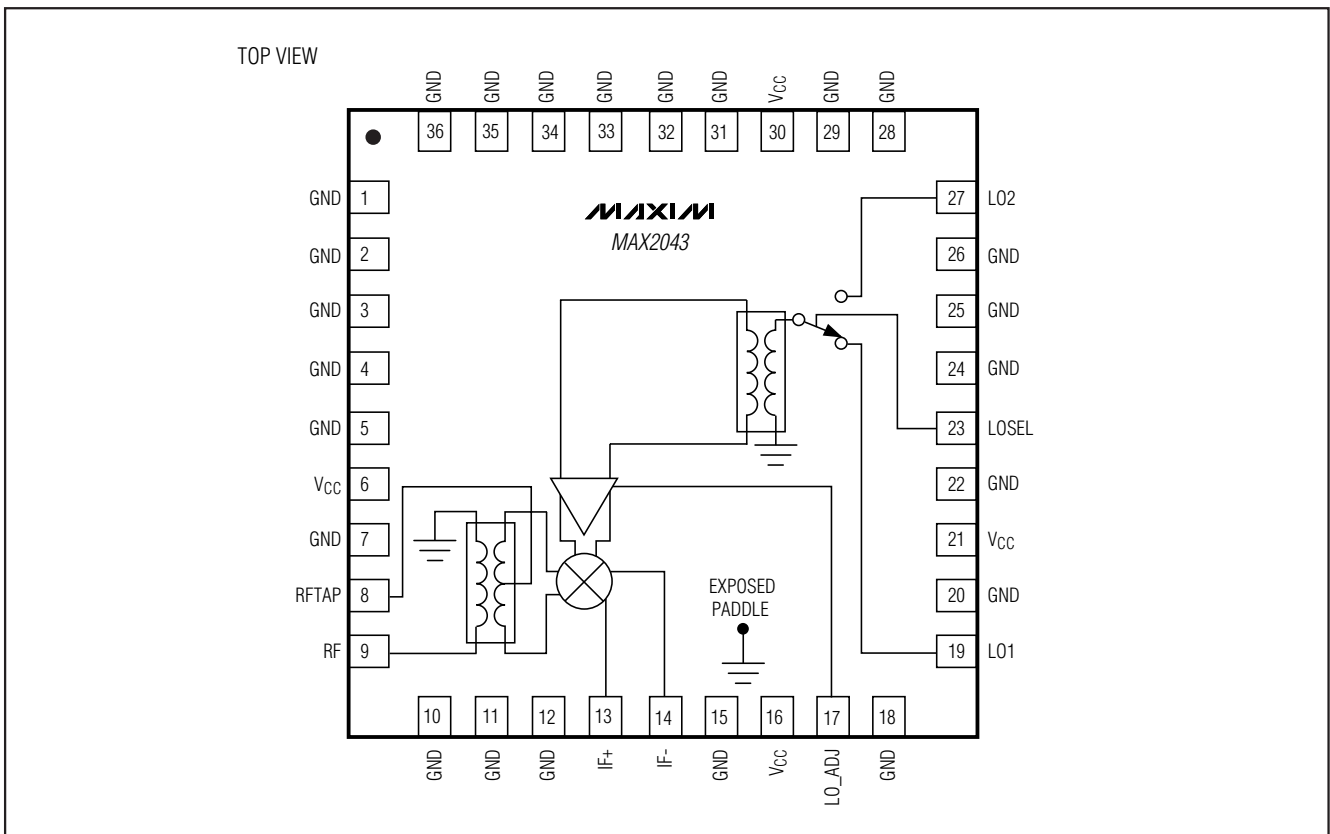 TOP VIEW
GND GND GND GND GND GND VCC GND GND
36 35 34 33 32 31 30 29 28
GND 1
GND 2
GND 3
GND 4
GND 5
VCC 6
GND 7
RFTAP 8
RF 9
MAXIM
MAX2043
27 LO2
26 GND
25 GND
24 GND
23 LOSEL
22 GND
21 VCC
20 GND
19 LO1
EXPOSED
PADDLE
10 11 12 13 14 15 16 17 18
GND GND GND IF+ IF- GND VCC LO_ADJ GND